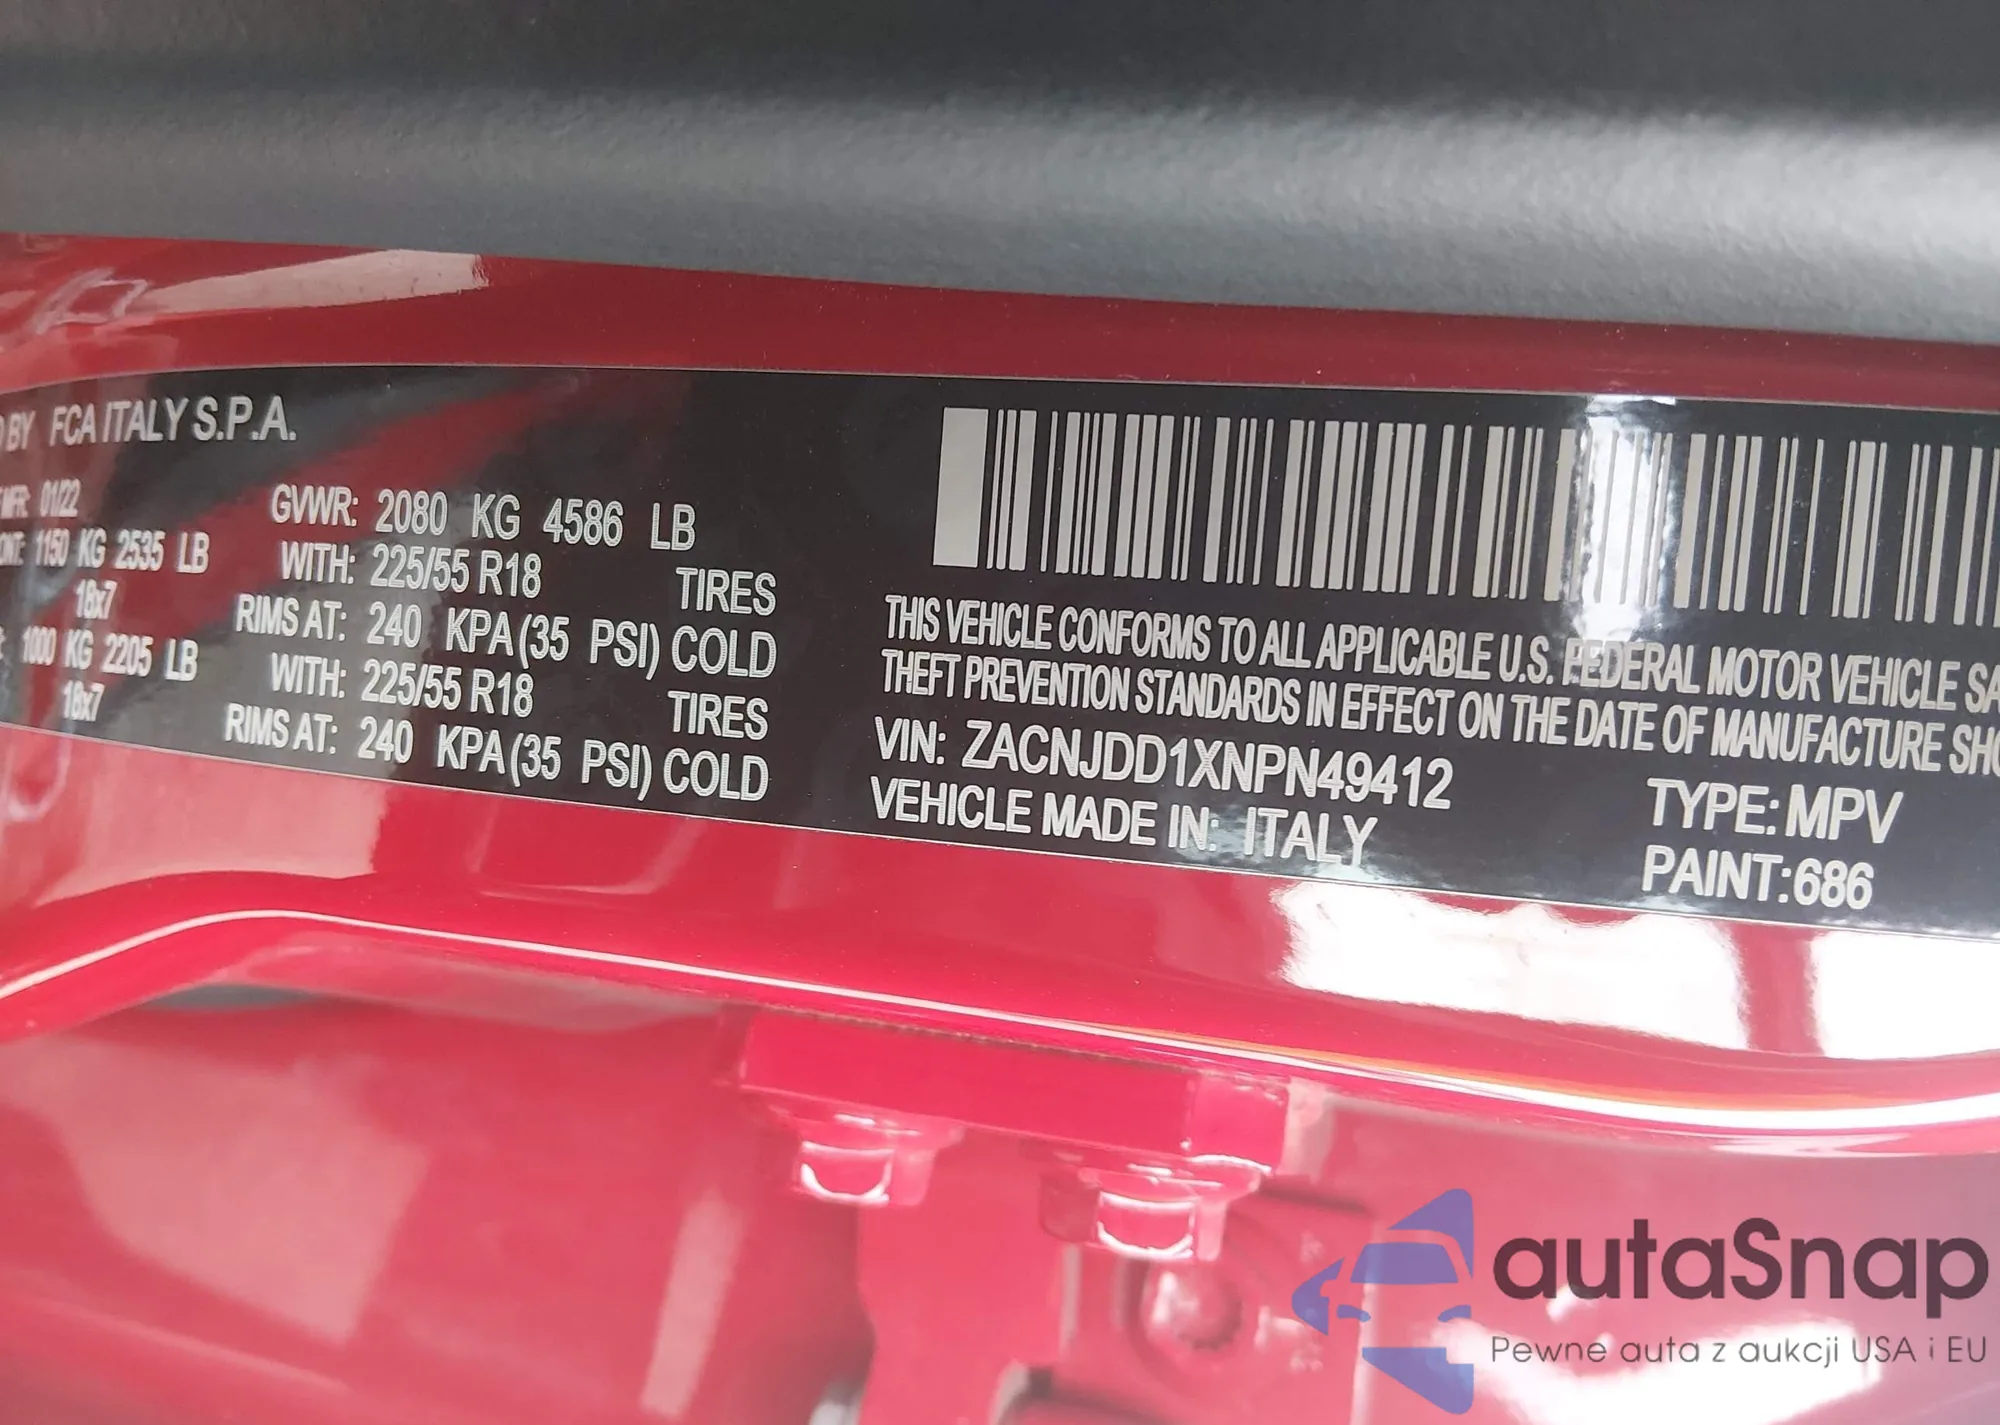 BY FCA ITALY S.P.A.
MFR: 01/22
GVWR: 2080 KG 4586 LB
1150 KG 2535 LB
WITH: 225/55 R18 TIRES
18x7
RIMS AT: 240 KPA (35 PSI) COLD
1000 KG 2205 LB
WITH: 225/55 R18 TIRES
18x7
RIMS AT: 240 KPA (35 PSI) COLD
THIS VEHICLE CONFORMS TO ALL APPLICABLE U.S. FEDERAL MOTOR VEHICLE SA
THEFT PREVENTION STANDARDS IN EFFECT ON THE DATE OF MANUFACTURE SHO
VIN: ZACNJDD1XNPN49412
TYPE: MPV
VEHICLE MADE IN: ITALY
PAINT: 686
autaSnap
Pewne auta z aukcji USA i EU